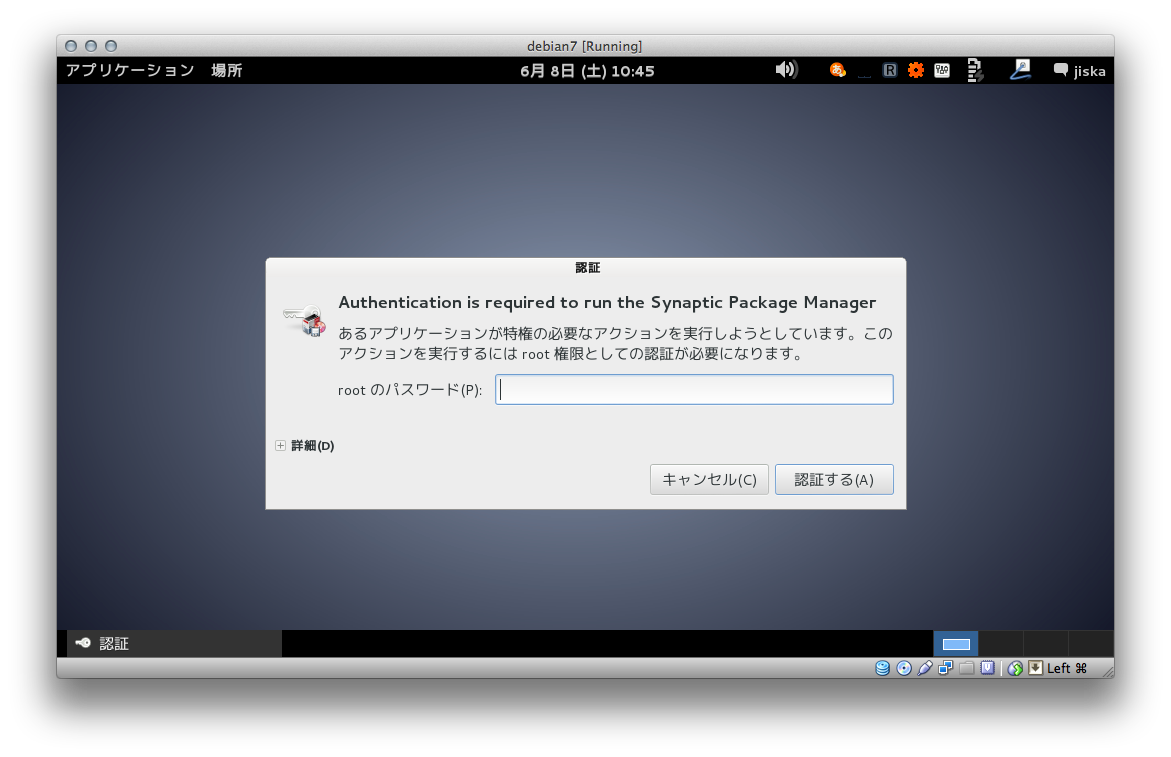 debian7 [Running]
アプリケーション 場所 6月 8日 (土) 10:45 あ R jiska
認証
Authentication is required to run the Synaptic Package Manager
あるアプリケーションが特権の必要なアクションを実行しようとしています。この
アクションを実行するには root 権限としての認証が必要になります。
root のパスワード(P):
詳細(D)
キャンセル(C) 認証する(A)
認証
Left ⌘